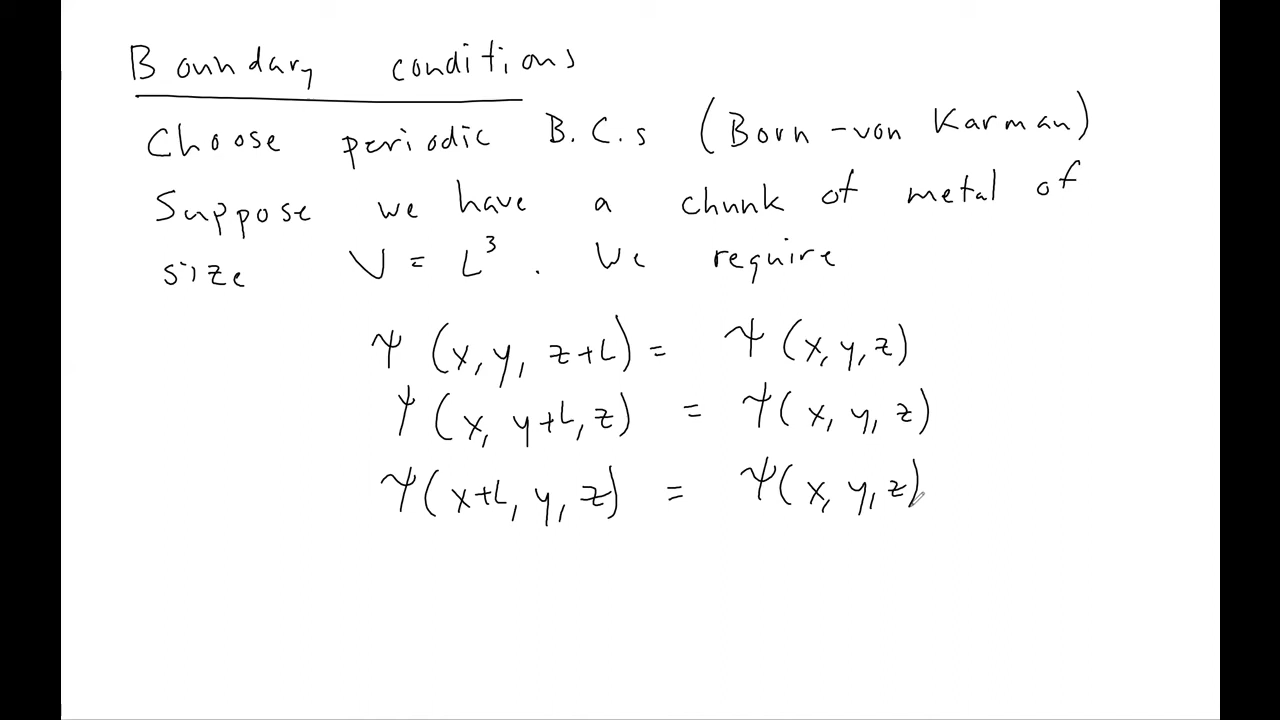 Boundary conditions
Choose periodic B.C.s (Born-von Karman)
Suppose we have a chunk of metal of
size V = L³. We require
Ψ(x, y, z+L) = Ψ(x, y, z)
Ψ(x, y+L, z) = Ψ(x, y, z)
Ψ(x+L, y, z) = Ψ(x, y, z)